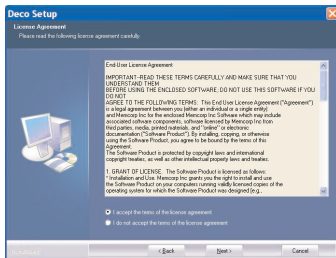 Deco Setup
License Agreement
Please read the following license agreement carefully.
End-User License Agreement
IMPORTANT-READ THESE TERMS CAREFULLY AND MAKE SURE THAT YOU
UNDERSTAND THEM
BEFORE USING THE ENCLOSED SOFTWARE; DO NOT USE THIS SOFTWARE IF YOU
DO NOT
AGREE TO THE FOLLOWING TERMS: The End User License Agreement ("Agreement")
is a legal agreement between you (either an individual or a single entity)
and Memcorp Inc for the enclosed Memcorp Inc Software which may include
associated software components, software licensed by Memcorp Inc from
third parties, media, printed materials, and "online" or electronic
documentation ("Software Product"). By installing, copying, or otherwise
using the Software Product, you agree to be bound by the terms of this
Agreement.
The Software Product is protected by copyright laws and international
copyright treaties, as well as other intellectual property laws and treaties.
1. GRANT OF LICENSE. The Software Product is licensed as follows:
* Installation and Use. Memcorp Inc grants you the right to install and use
the Software Product on your computers running validly licensed copies of the
operating system for which the Software Product was designed (e.g.,
I accept the terms of the license agreement
I do not accept the terms of the license agreement
< Back
Next >
Cancel